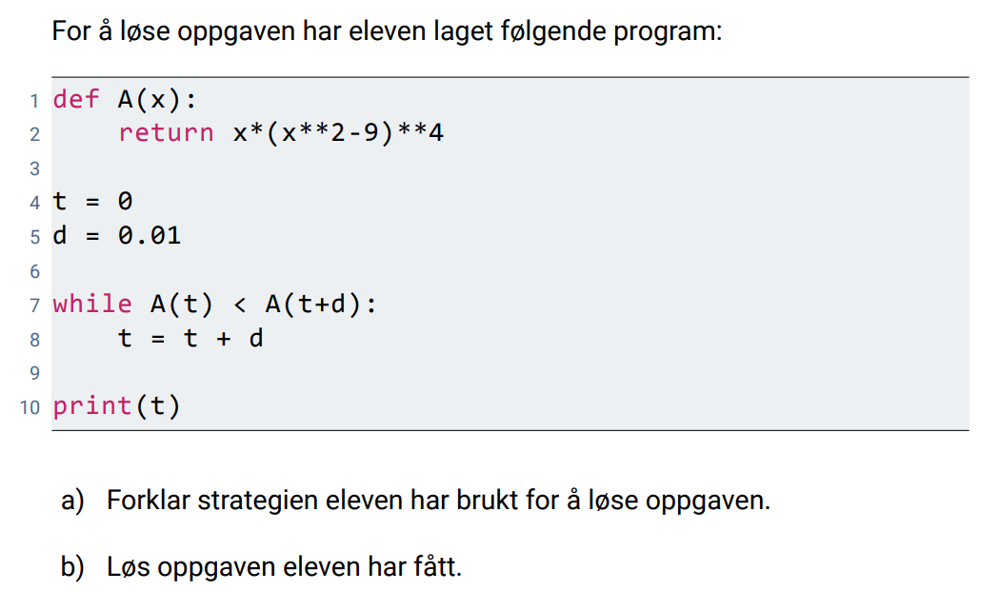 For å løse oppgaven har eleven laget følgende program:
1 def A(x):
2     return x*(x**2-9)**4
3
4 t = 0
5 d = 0.01
6
7 while A(t) < A(t+d):
8     t = t + d
9
10 print(t)
a) Forklar strategien eleven har brukt for å løse oppgaven.
b) Løs oppgaven eleven har fått.